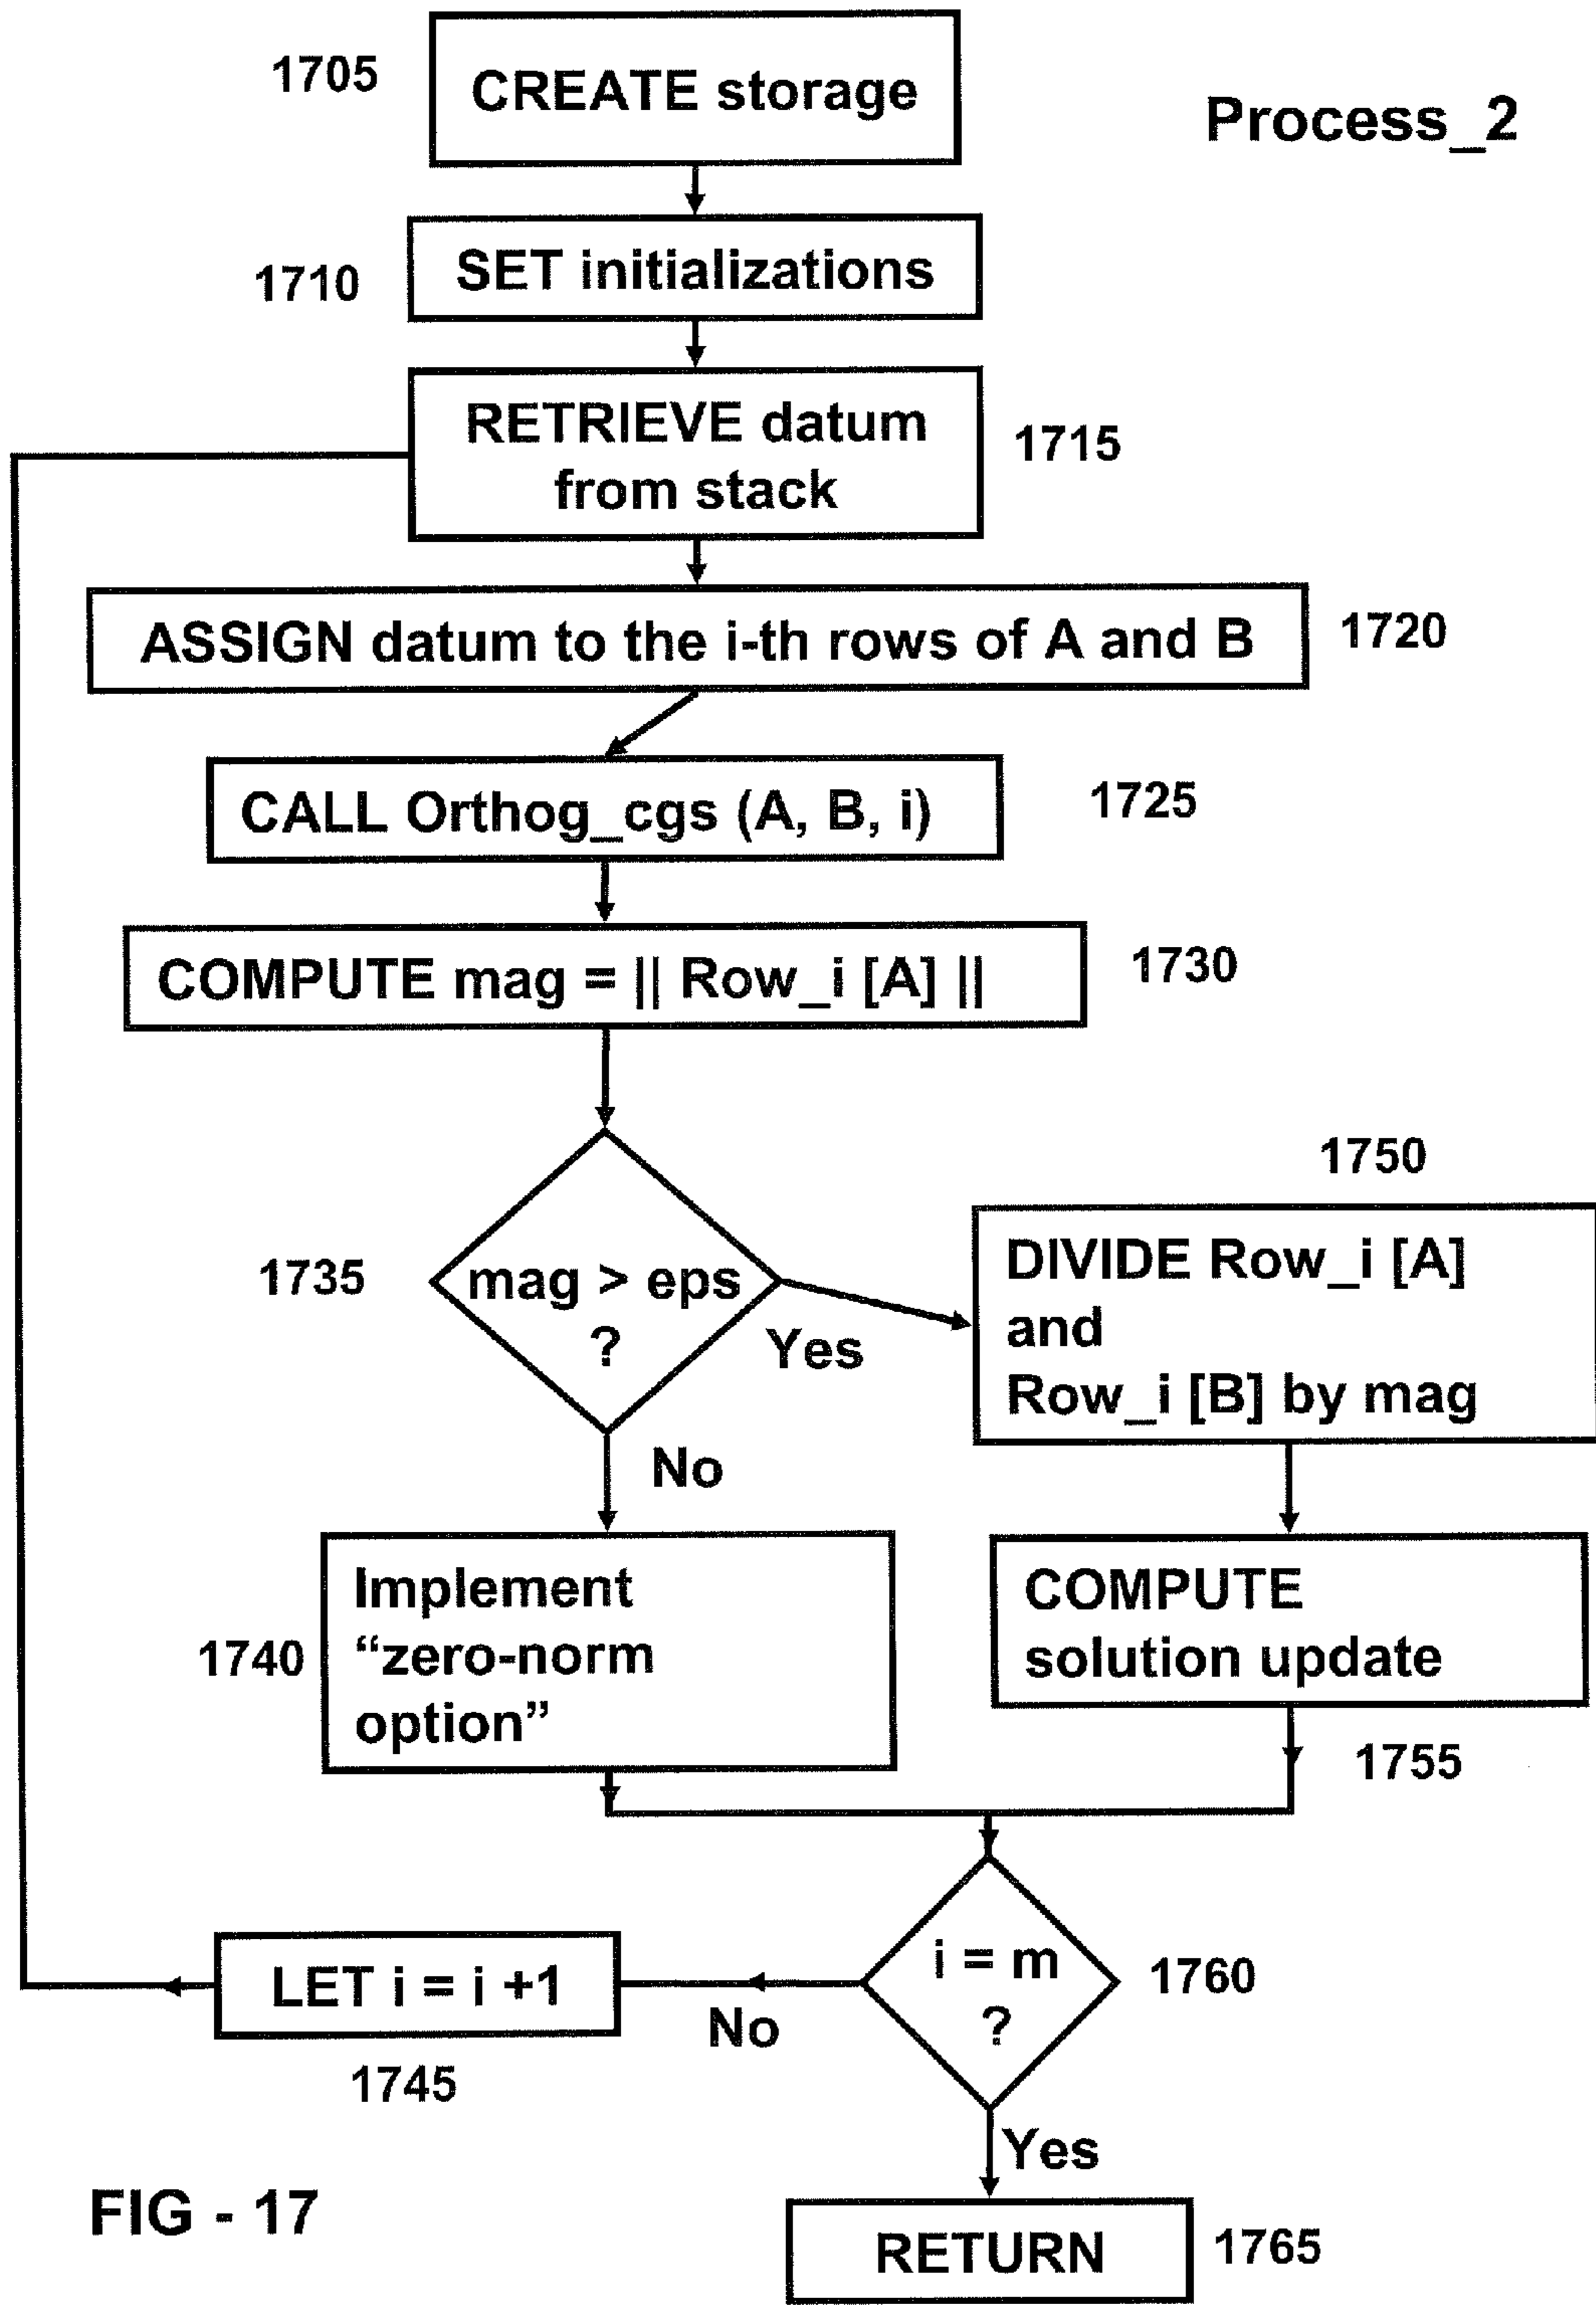 1705
CREATE storage
Process_2
1710
SET initializations
RETRIEVE datum
from stack
1715
ASSIGN datum to the i-th rows of A and B
1720
CALL Orthog_cgs (A, B, i)
1725
COMPUTE mag = || Row_i [A] ||
1730
1735
mag > eps
?
Yes
No
1750
DIVIDE Row_i [A]
and
Row_i [B] by mag
1740
Implement
“zero-norm
option”
COMPUTE
solution update
1755
i = m
?
1760
No
LET i = i +1
1745
Yes
FIG - 17
RETURN
1765